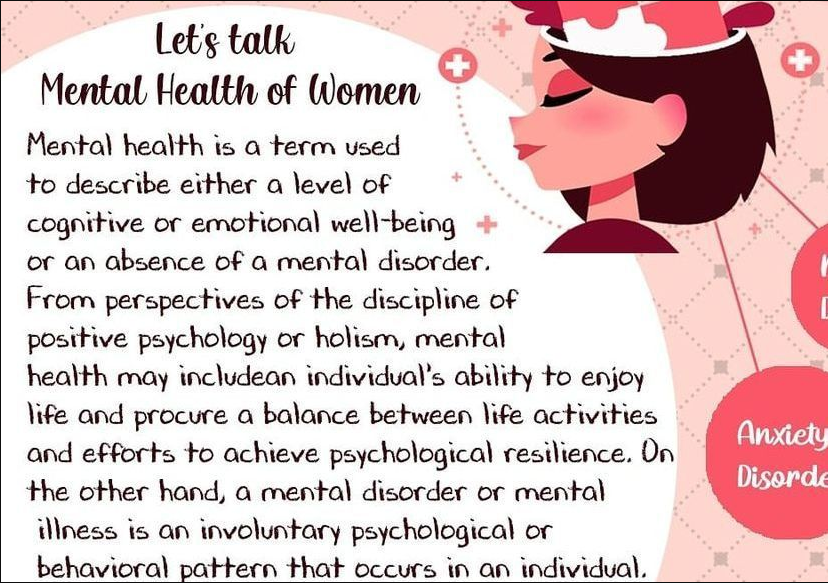 Let's talk
Mental Health of Women
Mental health is a term used
to describe either a level of
cognitive or emotional well-being
or an absence of a mental disorder.
From perspectives of the discipline of
positive psychology or holism, mental
health may includean individual's ability to enjoy
life and procure a balance between life activities
and efforts to achieve psychological resilience. On
the other hand, a mental disorder or mental
illness is an involuntary psychological or
behavioral pattern that occurs in an individual.
Anxiety